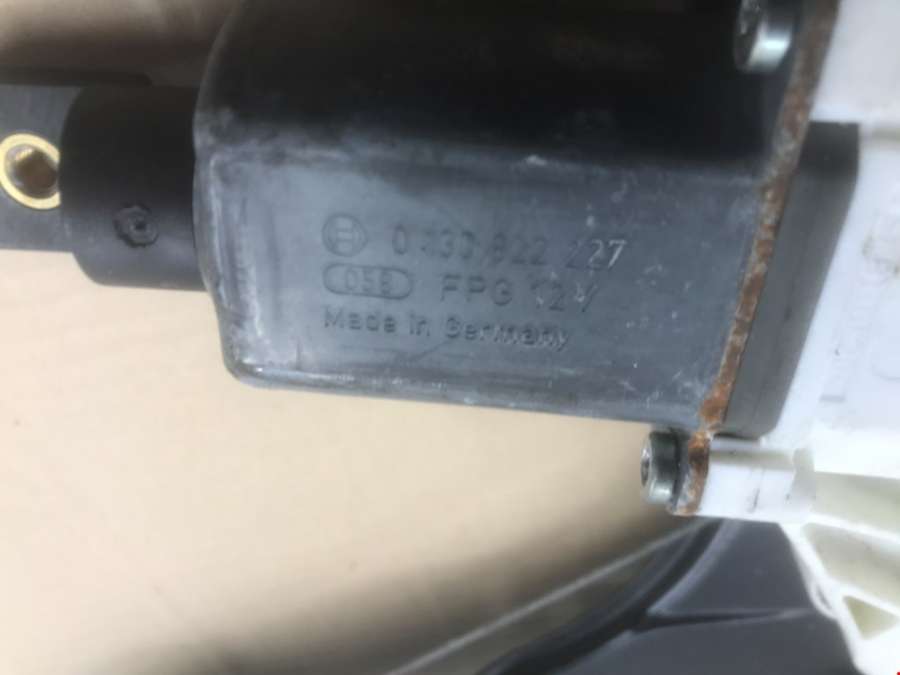 0 130 822 227
058 FPG 12V
Made in Germany